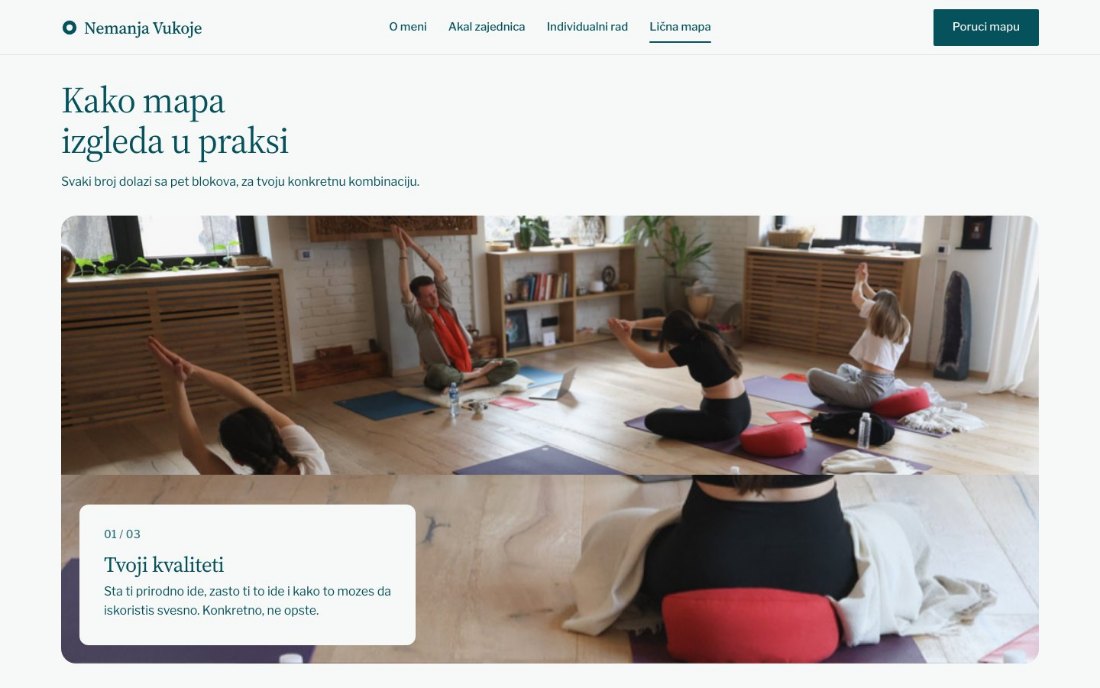 Nemanja Vukoje
O meni
Akal zajednica
Individualni rad
Lična mapa
Poruci mapu
Kako mapa
izgleda u praksi
Svaki broj dolazi sa pet blokova, za tvoju konkretnu kombinaciju.
01 / 03
Tvoji kvaliteti
Sta ti prirodno ide, zasto ti to ide i kako to mozes da
iskoristis svesno. Konkretno, ne opste.